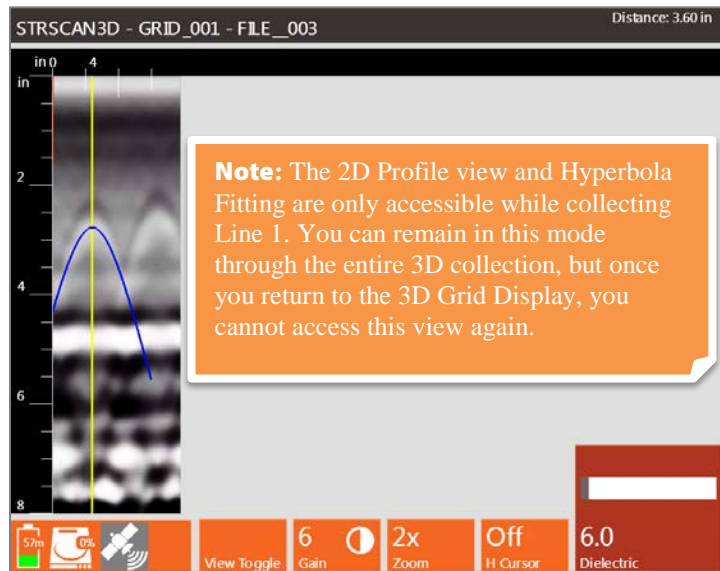 STRSCAN3D - GRID_001 - FILE__003
Distance: 3.60 in
in 0 4
in
2
4
6
8
Note: The 2D Profile view and Hyperbola
Fitting are only accessible while collecting
Line 1. You can remain in this mode
through the entire 3D collection, but once
you return to the 3D Grid Display, you
cannot access this view again.
57m
0%
View Toggle
6
Gain
2x
Zoom
Off
H Cursor
6.0
Dielectric